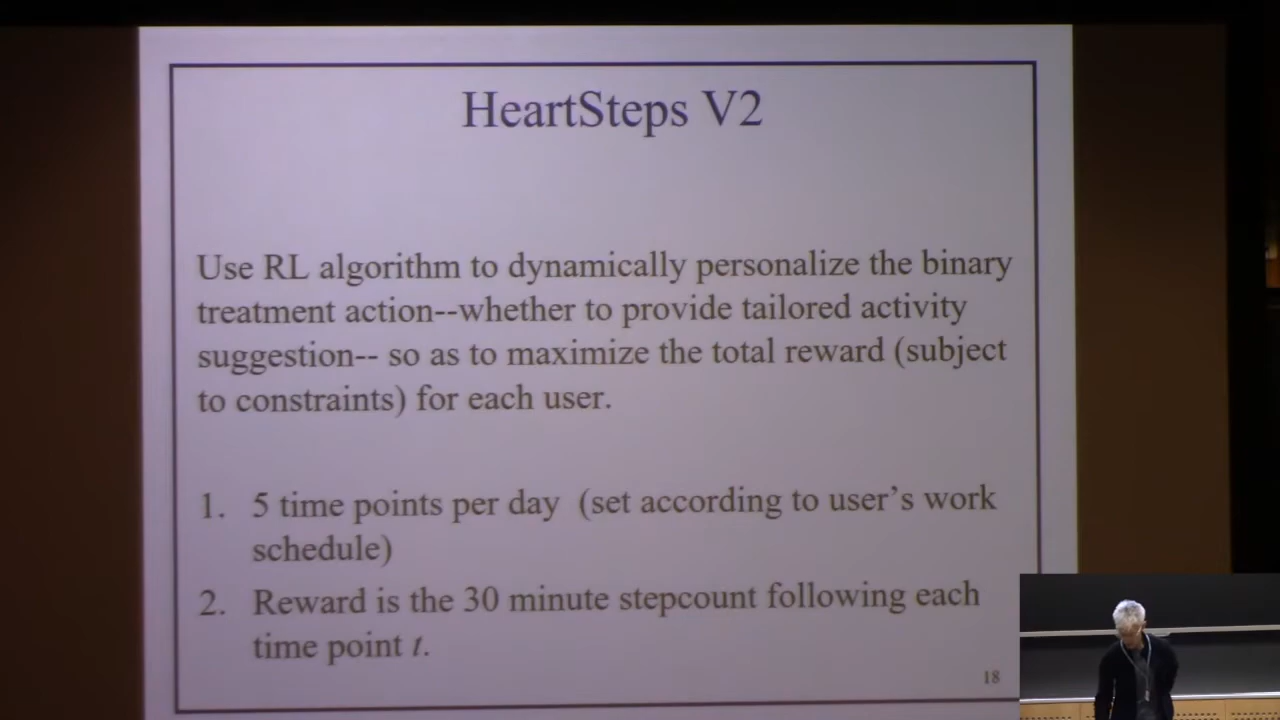 HeartSteps V2
Use RL algorithm to dynamically personalize the binary
treatment action--whether to provide tailored activity
suggestion-- so as to maximize the total reward (subject
to constraints) for each user.
1. 5 time points per day (set according to user's work
schedule)
2. Reward is the 30 minute stepcount following each
time point t.
18